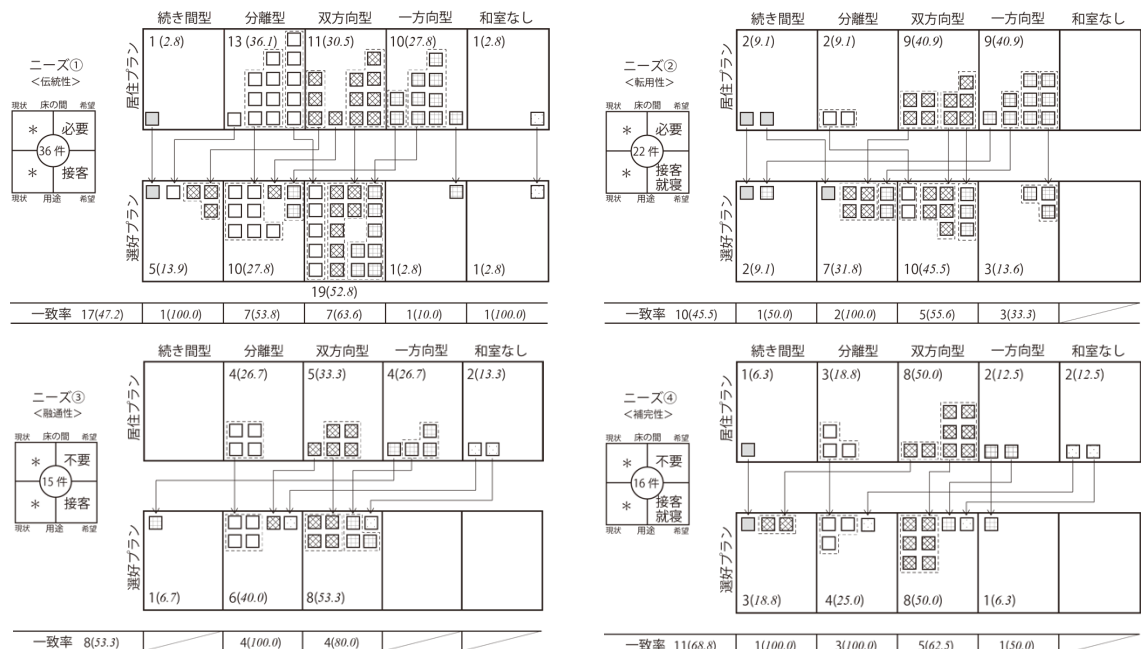 続き間型 分離型 双方向型 一方向型 和室なし
ニーズ①
<伝統性>
現状 床の間 希望
* 必要
36 件
* 接客
現状 用途 希望
居住プラン
1 (2.8) 13 (36.1) 11(30.5) 10(27.8) 1(2.8)
選好プラン
5(13.9) 10(27.8) 19(52.8) 1(2.8) 1(2.8)
一致率 17(47.2) 1(100.0) 7(53.8) 7(63.6) 1(10.0) 1(100.0)
続き間型 分離型 双方向型 一方向型 和室なし
ニーズ②
<転用性>
現状 床の間 希望
* 必要
22 件
* 接客
就寝
現状 用途 希望
居住プラン
2(9.1) 2(9.1) 9(40.9) 9(40.9)
選好プラン
2(9.1) 7(31.8) 10(45.5) 3(13.6)
一致率 10(45.5) 1(50.0) 2(100.0) 5(55.6) 3(33.3)
続き間型 分離型 双方向型 一方向型 和室なし
ニーズ③
<融通性>
現状 床の間 希望
* 不要
15 件
* 接客
現状 用途 希望
居住プラン
4(26.7) 5(33.3) 4(26.7) 2(13.3)
選好プラン
1(6.7) 6(40.0) 8(53.3)
一致率 8(53.3) 4(100.0) 4(80.0)
続き間型 分離型 双方向型 一方向型 和室なし
ニーズ④
<補完性>
現状 床の間 希望
* 不要
16 件
* 接客
就寝
現状 用途 希望
居住プラン
1(6.3) 3(18.8) 8(50.0) 2(12.5) 2(12.5)
選好プラン
3(18.8) 4(25.0) 8(50.0) 1(6.3)
一致率 11(68.8) 1(100.0) 3(100.0) 5(62.5) 1(50.0)